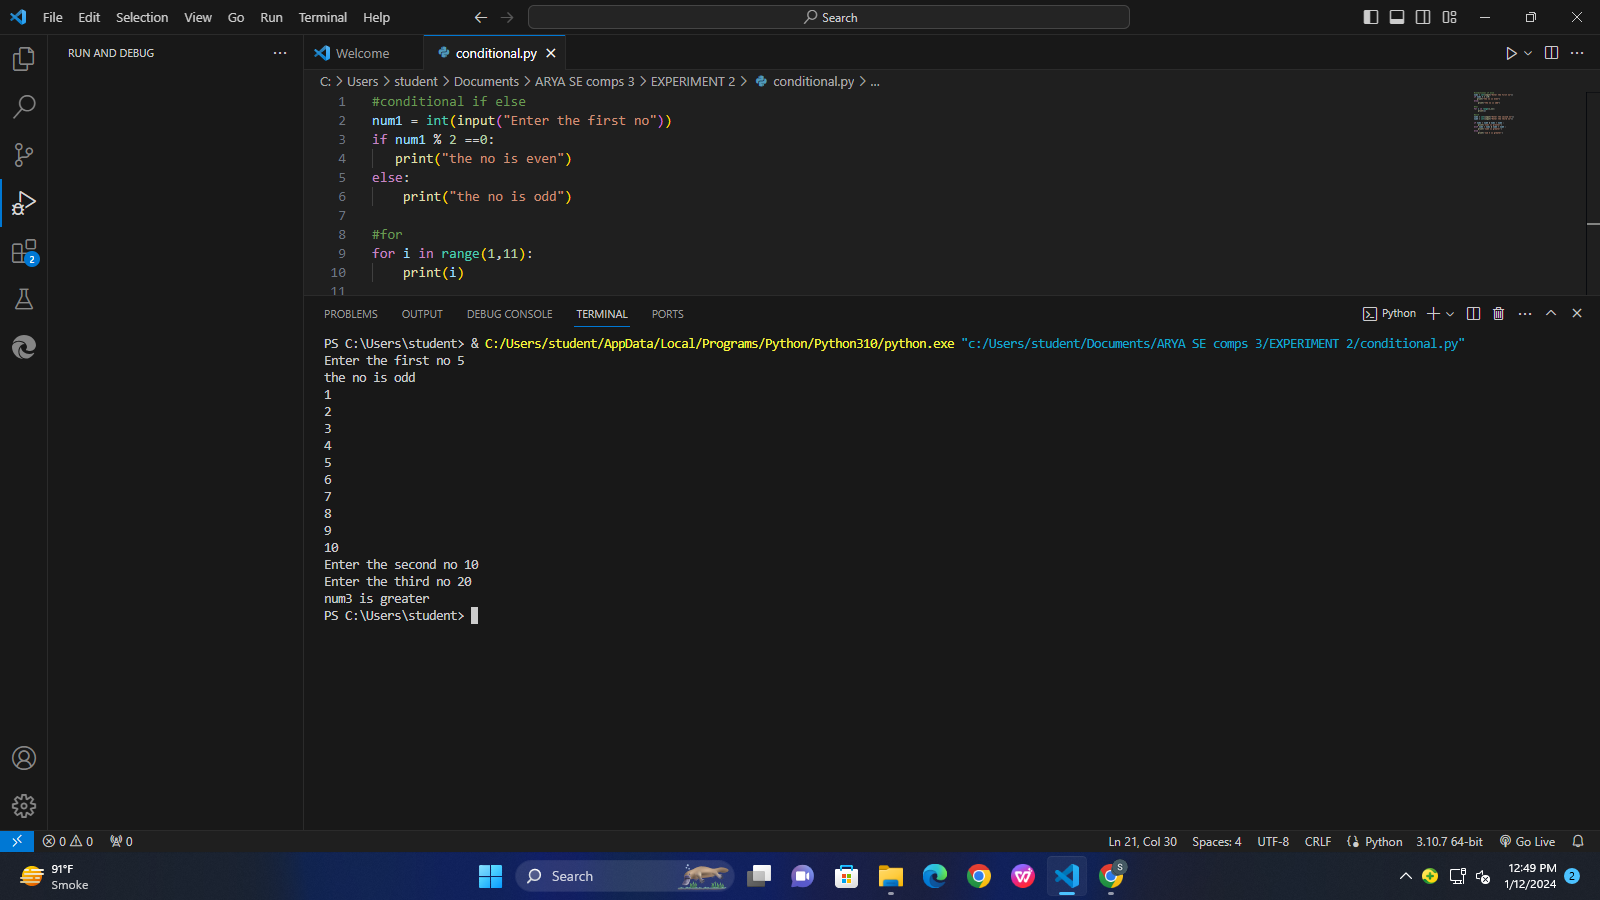 File Edit Selection View Go Run Terminal Help
Search
RUN AND DEBUG
Welcome
conditional.py
C: > Users > student > Documents > ARYA SE comps 3 > EXPERIMENT 2 > conditional.py > ...
1 #conditional if else
2 num1 = int(input("Enter the first no"))
3 if num1 % 2 ==0:
4 print("the no is even")
5 else:
6 print("the no is odd")
7
8 #for
9 for i in range(1,11):
10 print(i)
11
2
PROBLEMS OUTPUT DEBUG CONSOLE TERMINAL PORTS
Python
PS C:\Users\student> & C:/Users/student/AppData/Local/Programs/Python/Python310/python.exe "c:/Users/student/Documents/ARYA SE comps 3/EXPERIMENT 2/conditional.py"
Enter the first no 5
the no is odd
1
2
3
4
5
6
7
8
9
10
Enter the second no 10
Enter the third no 20
num3 is greater
PS C:\Users\student>
0 0 0
Ln 21, Col 30 Spaces: 4 UTF-8 CRLF Python 3.10.7 64-bit Go Live
91°F
Smoke
Search
S
12:49 PM
1/12/2024
2